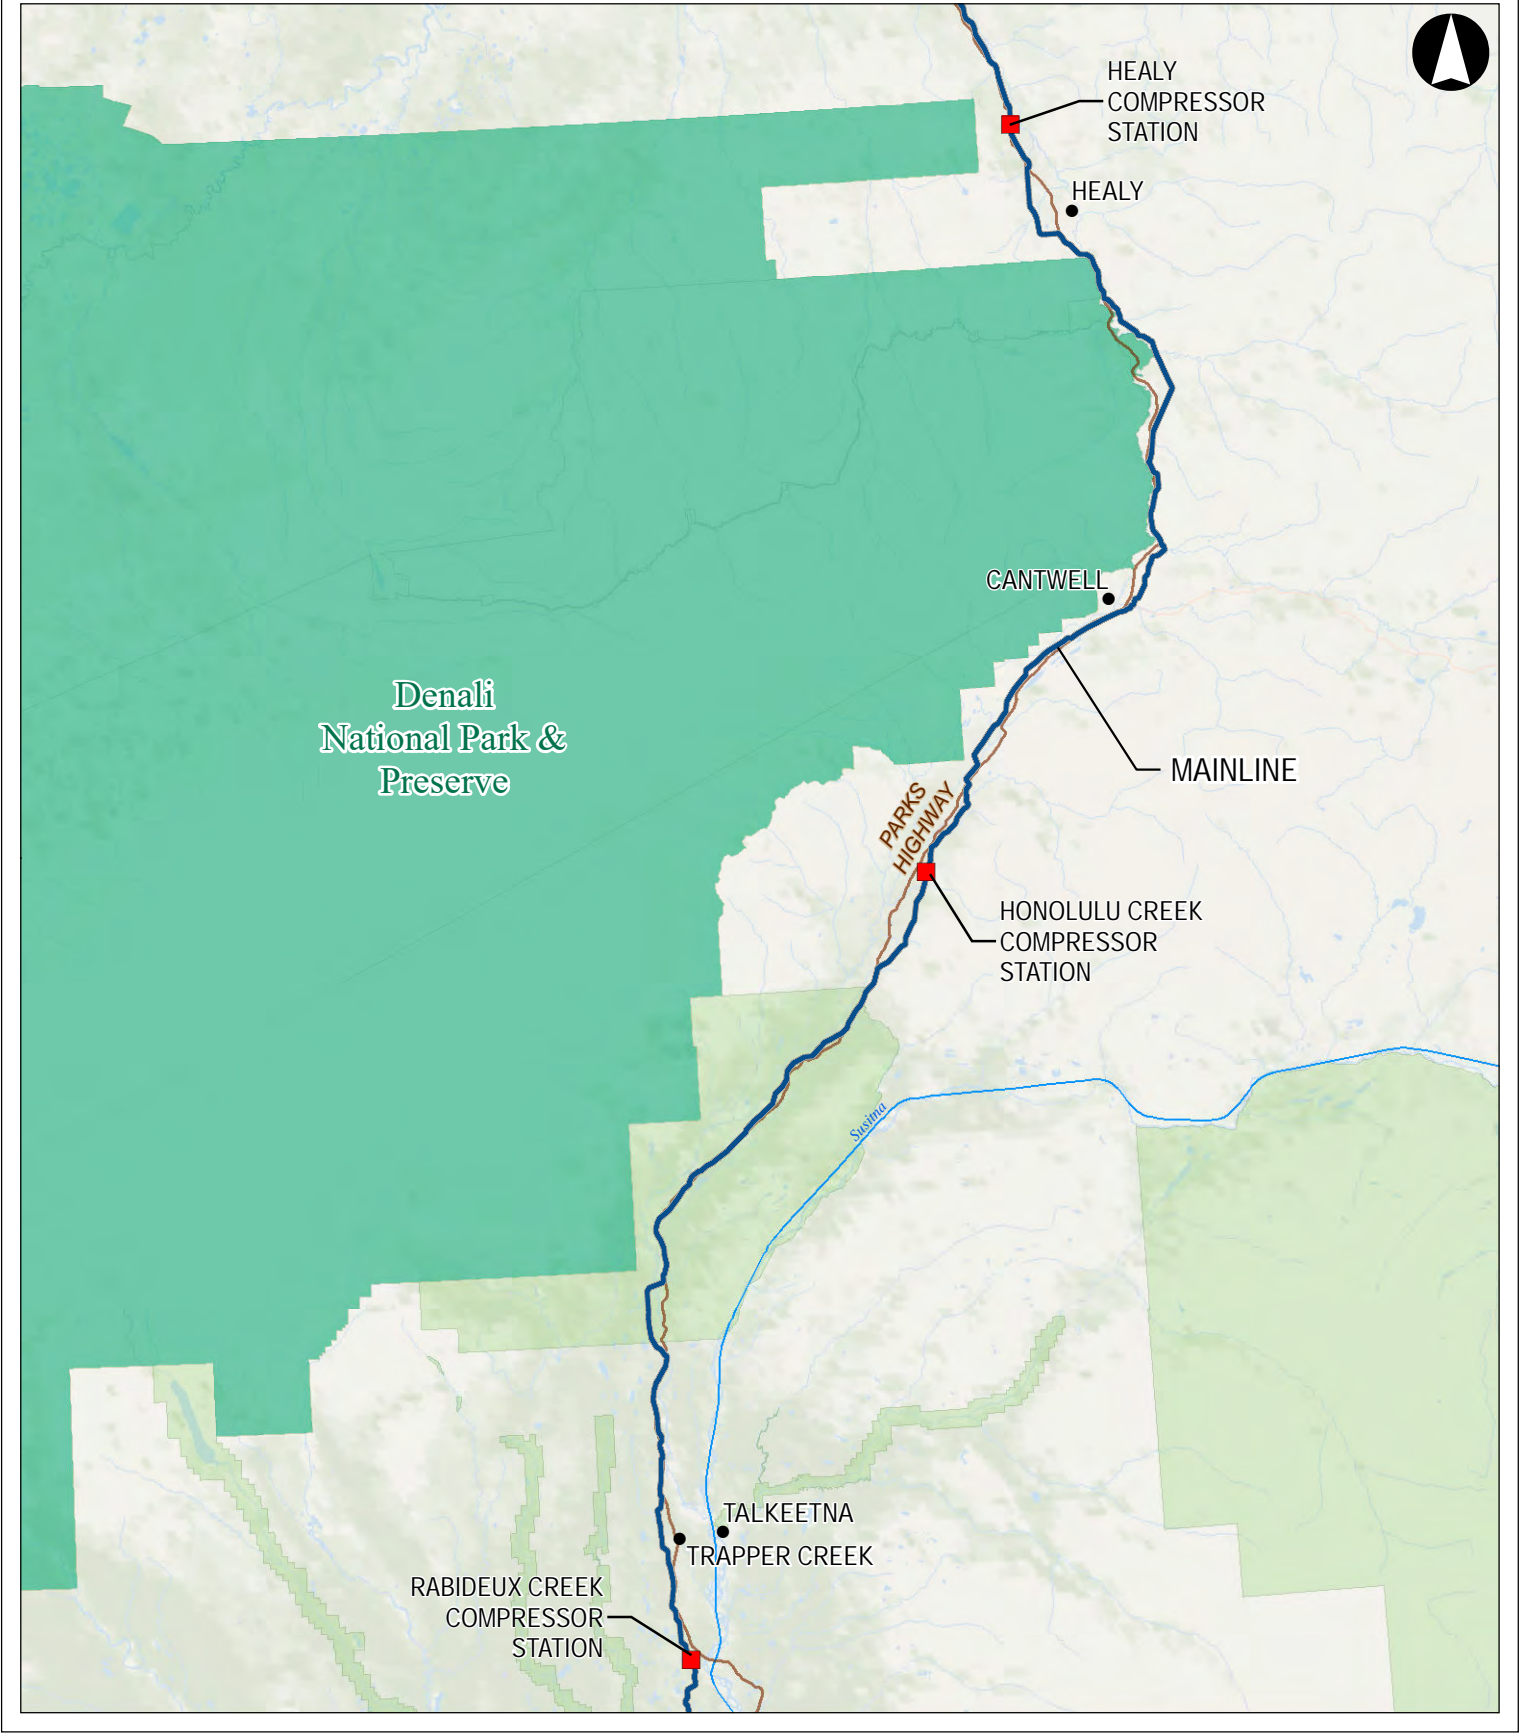 HEALY
COMPRESSOR
STATION
HEALY
CANTWELL
Denali
National Park &
Preserve
MAINLINE
PARKS
HIGHWAY
HONOLULU CREEK
COMPRESSOR
STATION
Susitna
TALKEETNA
TRAPPER CREEK
RABIDEUX CREEK
COMPRESSOR
STATION